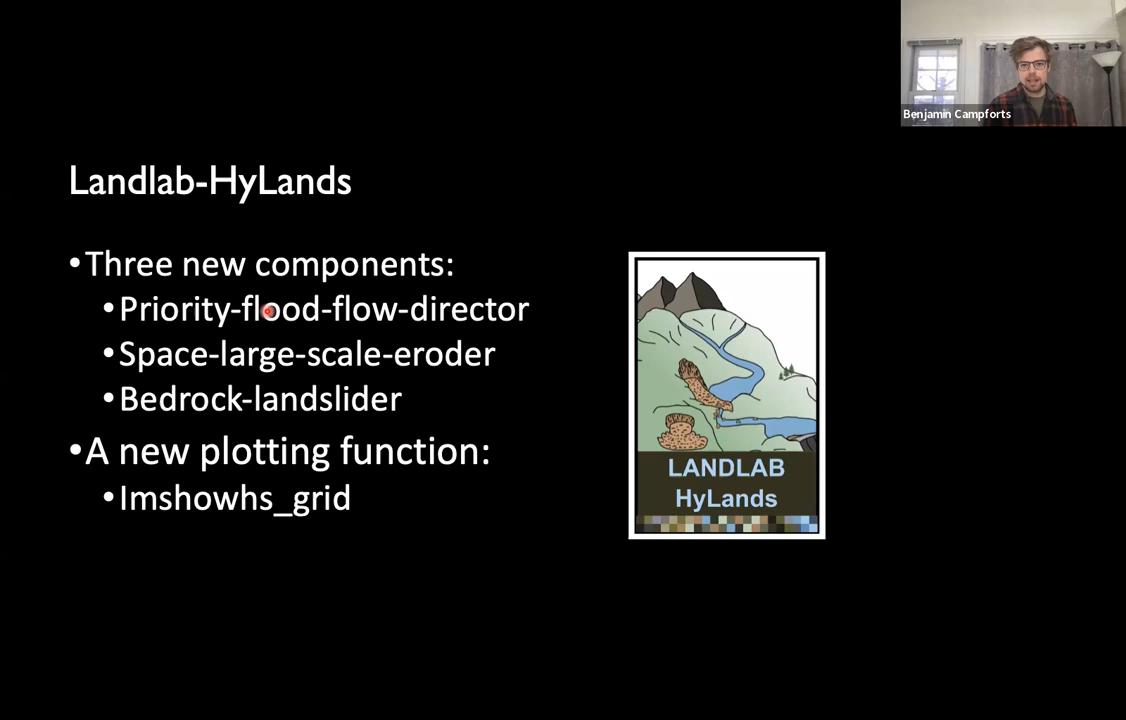 Benjamin Campforts
Landlab-HyLands
•Three new components:
•Priority-flood-flow-director
•Space-large-scale-eroder
•Bedrock-landslider
•A new plotting function:
•Imshowhs_grid
LANDLAB
HyLands